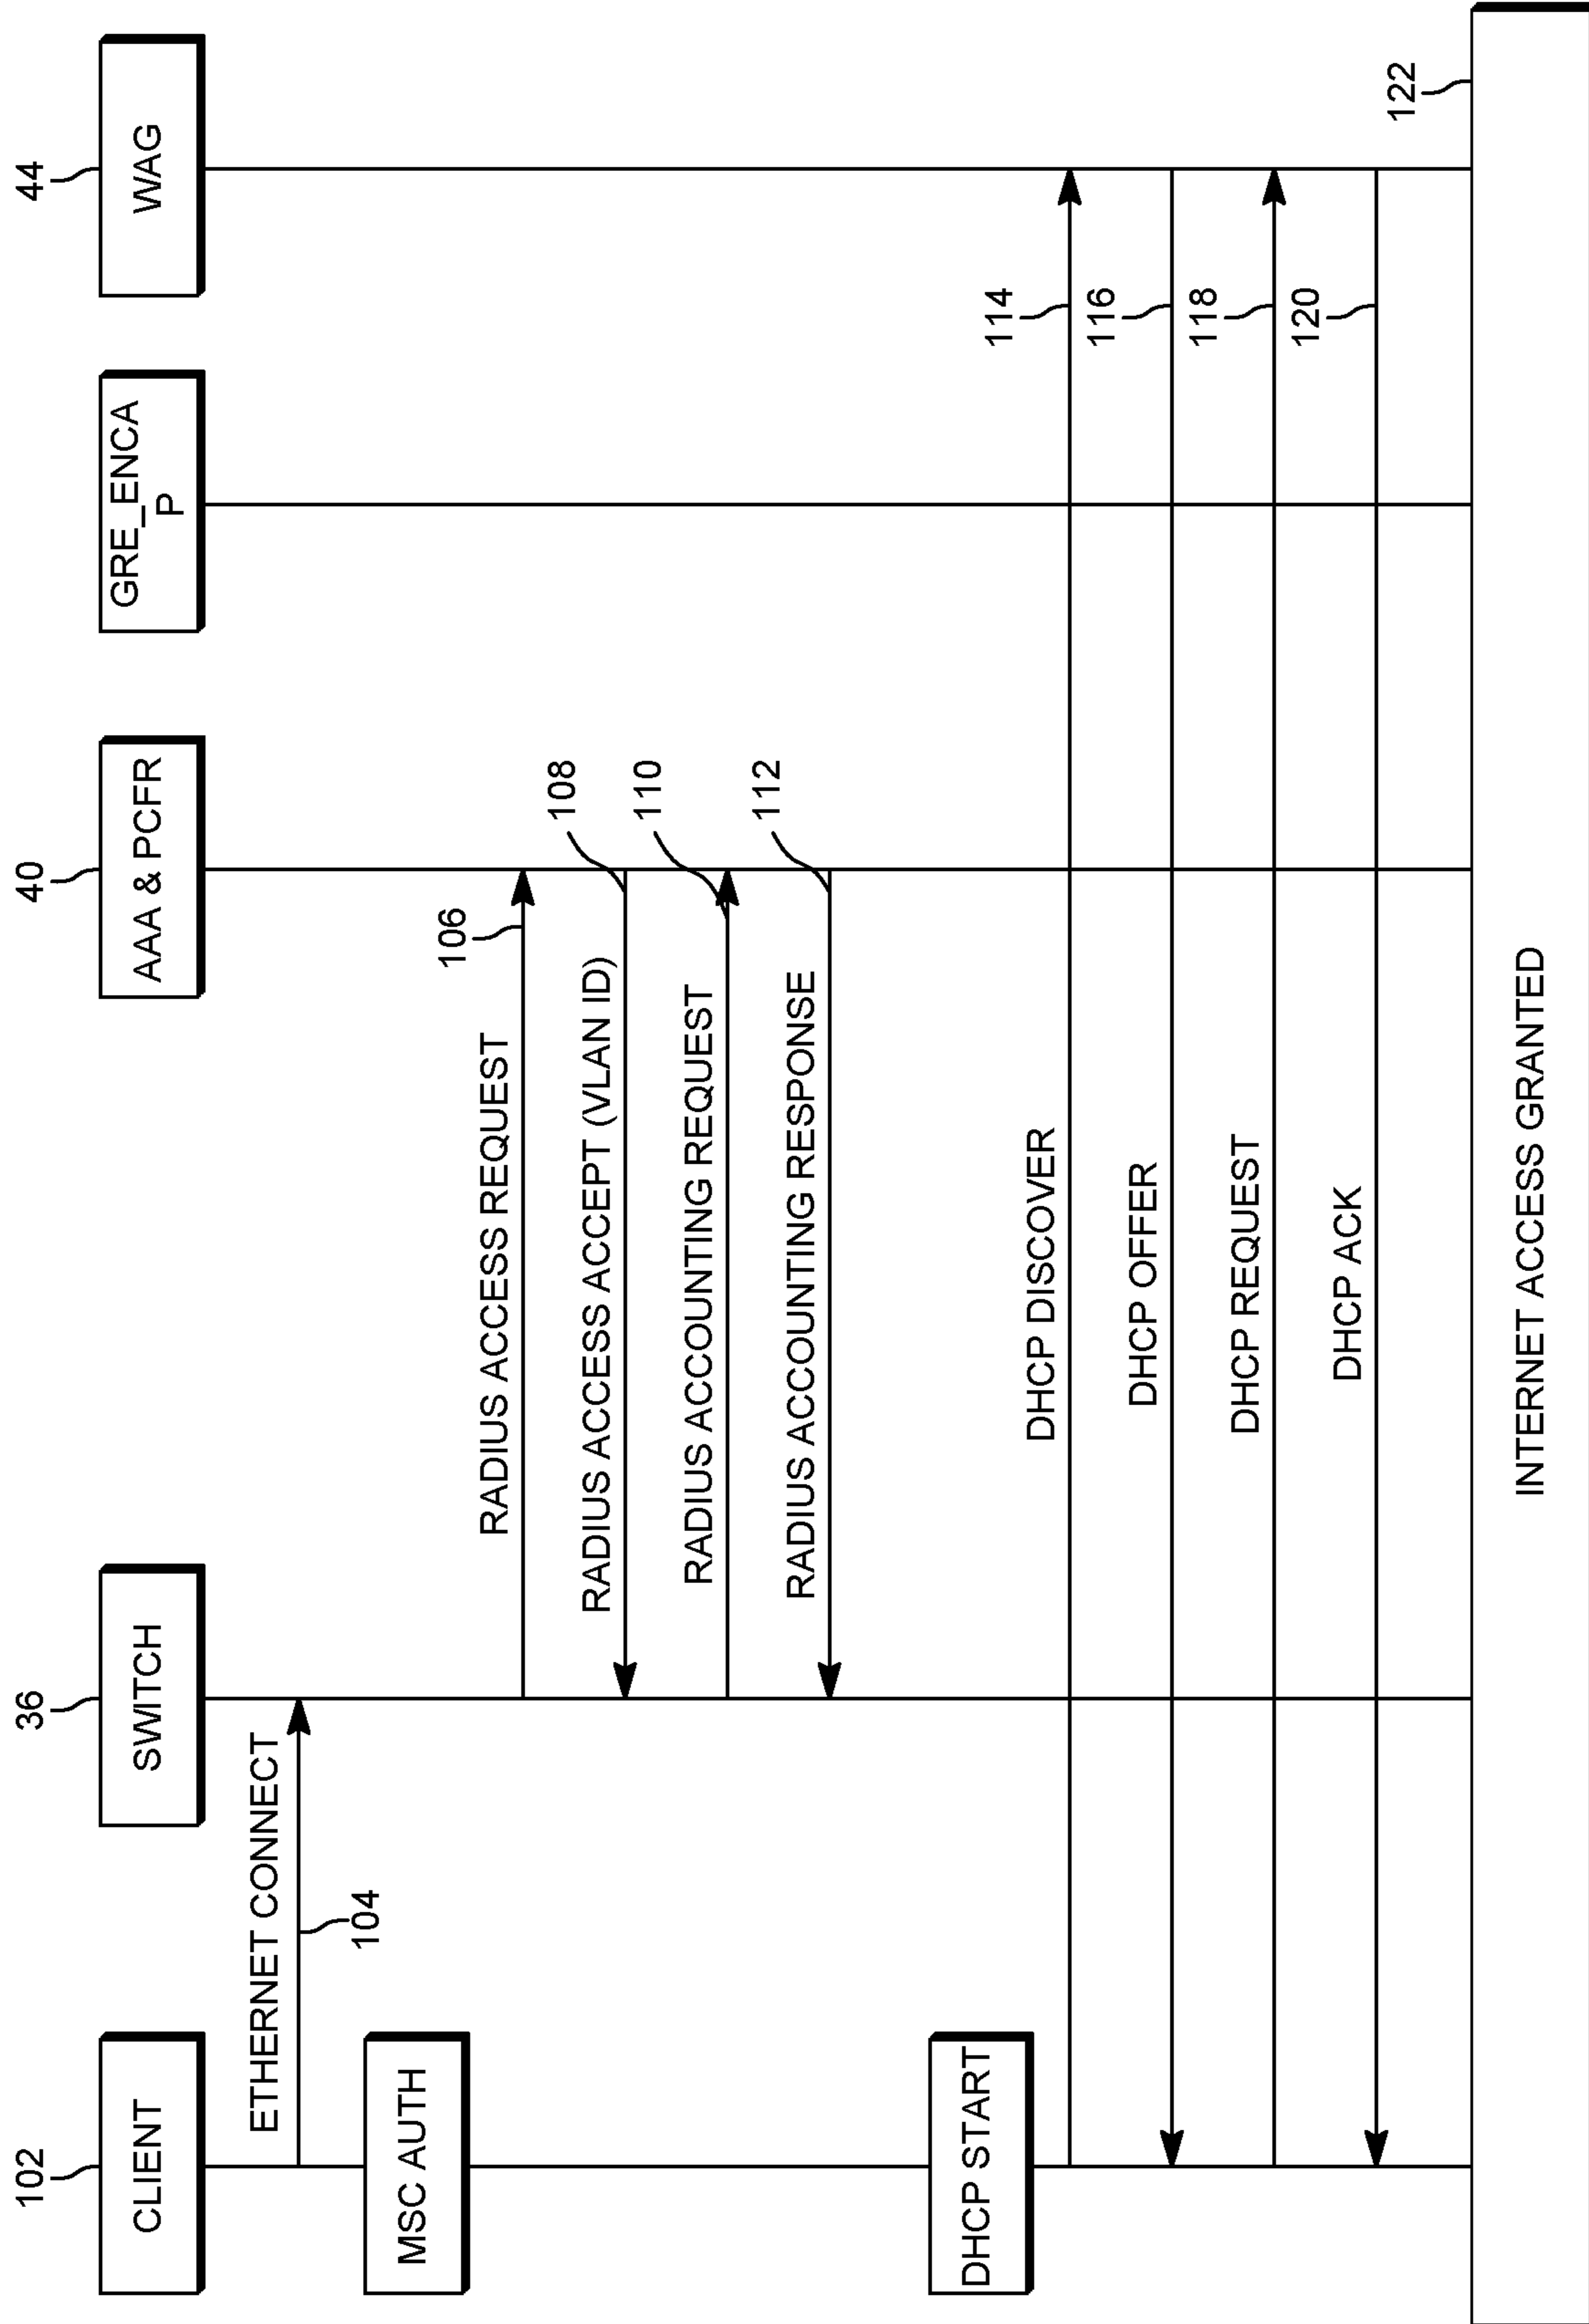 102
36
40
44
CLIENT
SWITCH
AAA & PCFR
GRE_ENCA
P
WAG
ETHERNET CONNECT
104
MSC AUTH
RADIUS ACCESS REQUEST
106
RADIUS ACCESS ACCEPT (VLAN ID)
108
RADIUS ACCOUNTING REQUEST
110
RADIUS ACCOUNTING RESPONSE
112
DHCP START
DHCP DISCOVER
114
DHCP OFFER
116
DHCP REQUEST
118
DHCP ACK
120
122
INTERNET ACCESS GRANTED